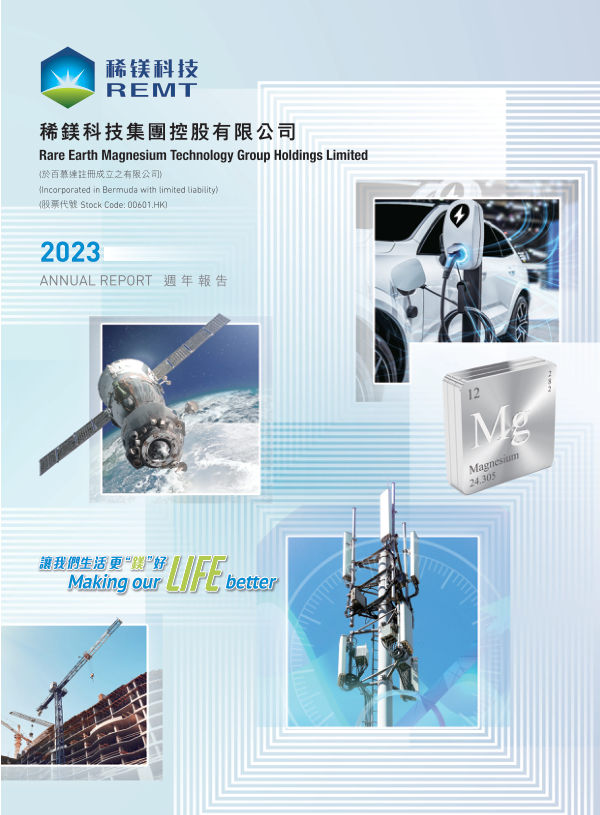 稀镁科技
REMT
稀鎂科技集團控股有限公司
Rare Earth Magnesium Technology Group Holdings Limited
(於百慕達註冊成立之有限公司)
(Incorporated in Bermuda with limited liability)
(股票代號 Stock Code: 00601.HK)
2023
ANNUAL REPORT 週年報告
12
2
8
2
Mg
Magnesium
24.305
讓我們生活更“鎂”好
Making our LIFE better